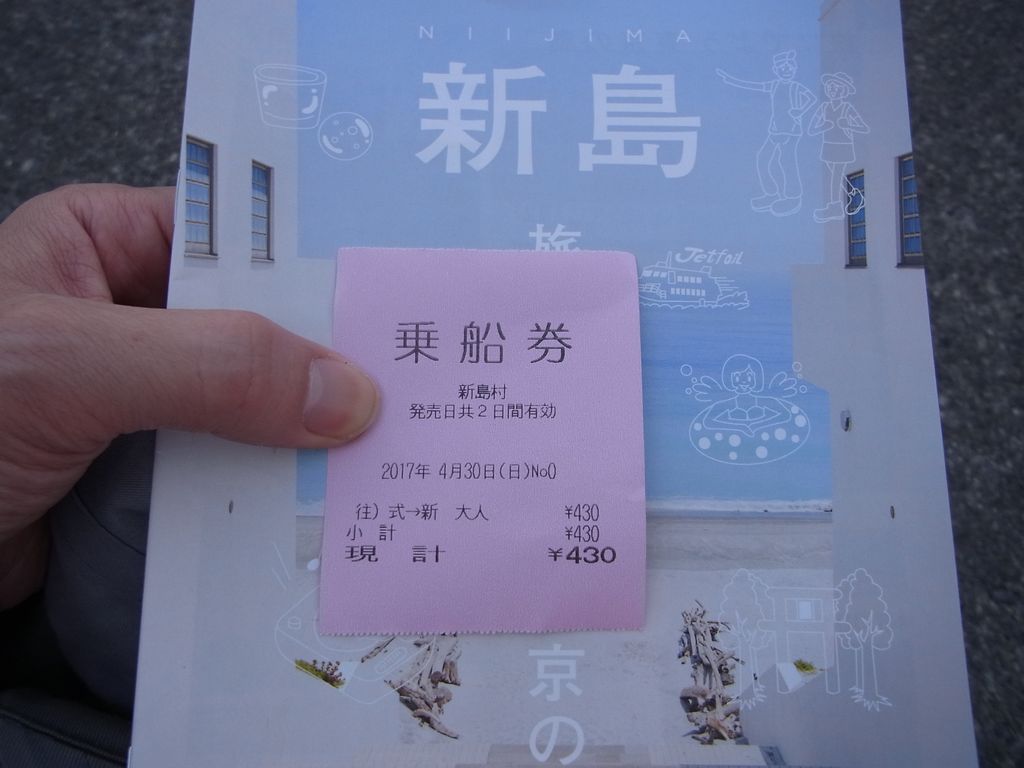 NIIJIMA
新島
旅
Jetfoil
乗船券
新島村
発売日共2日間有効
2017年 4月30日(日)No0
往) 式→新 大人 ¥430
小 計 ¥430
現 計 ¥430
京の